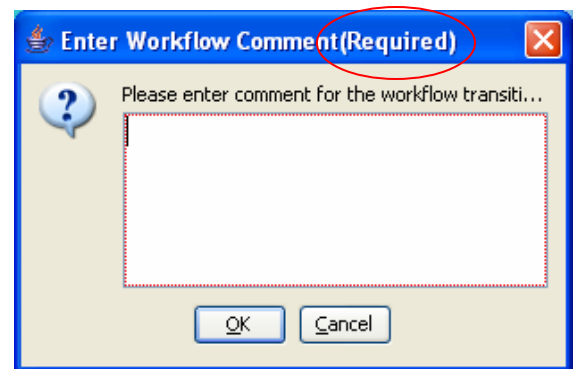 Enter Workflow Comment(Required)
Please enter comment for the workflow transiti...
OK
Cancel